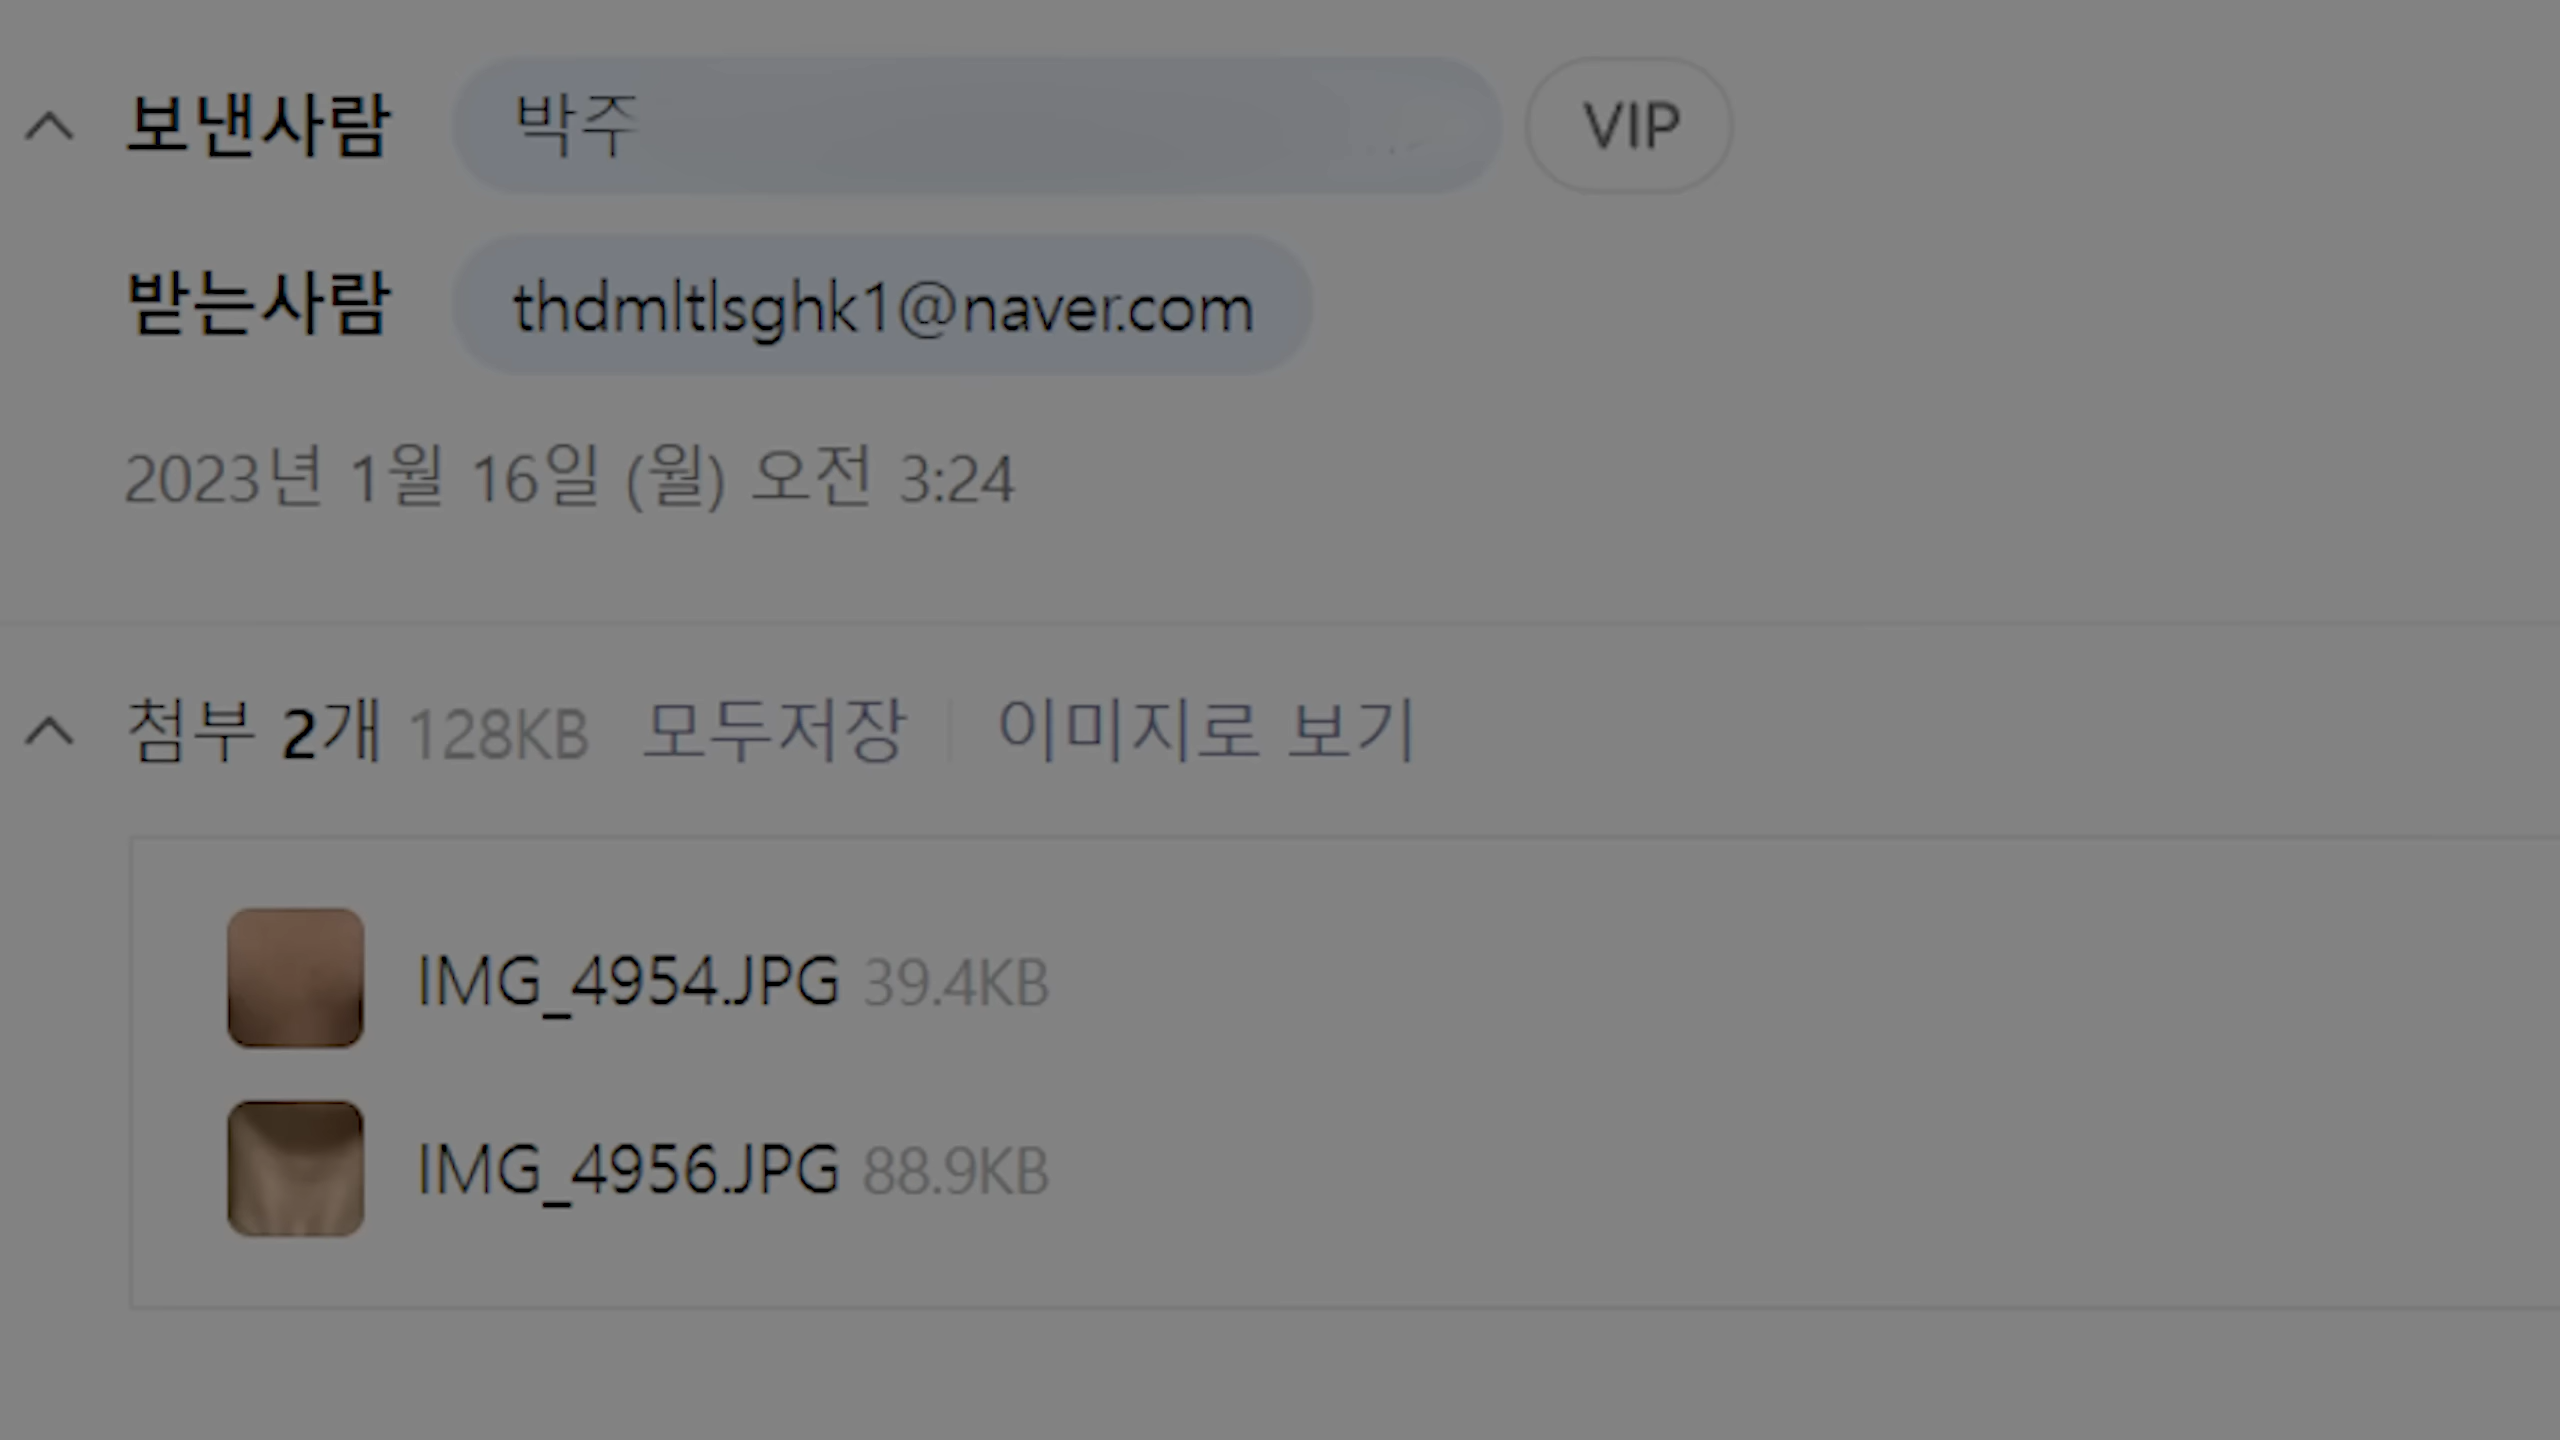 보낸사람 박주 VIP
받는사람 thdmltlsghk1@naver.com
2023년 1월 16일 (월) 오전 3:24
첨부 2개 128KB 모두저장 이미지로 보기
IMG_4954.JPG 39.4KB
IMG_4956.JPG 88.9KB